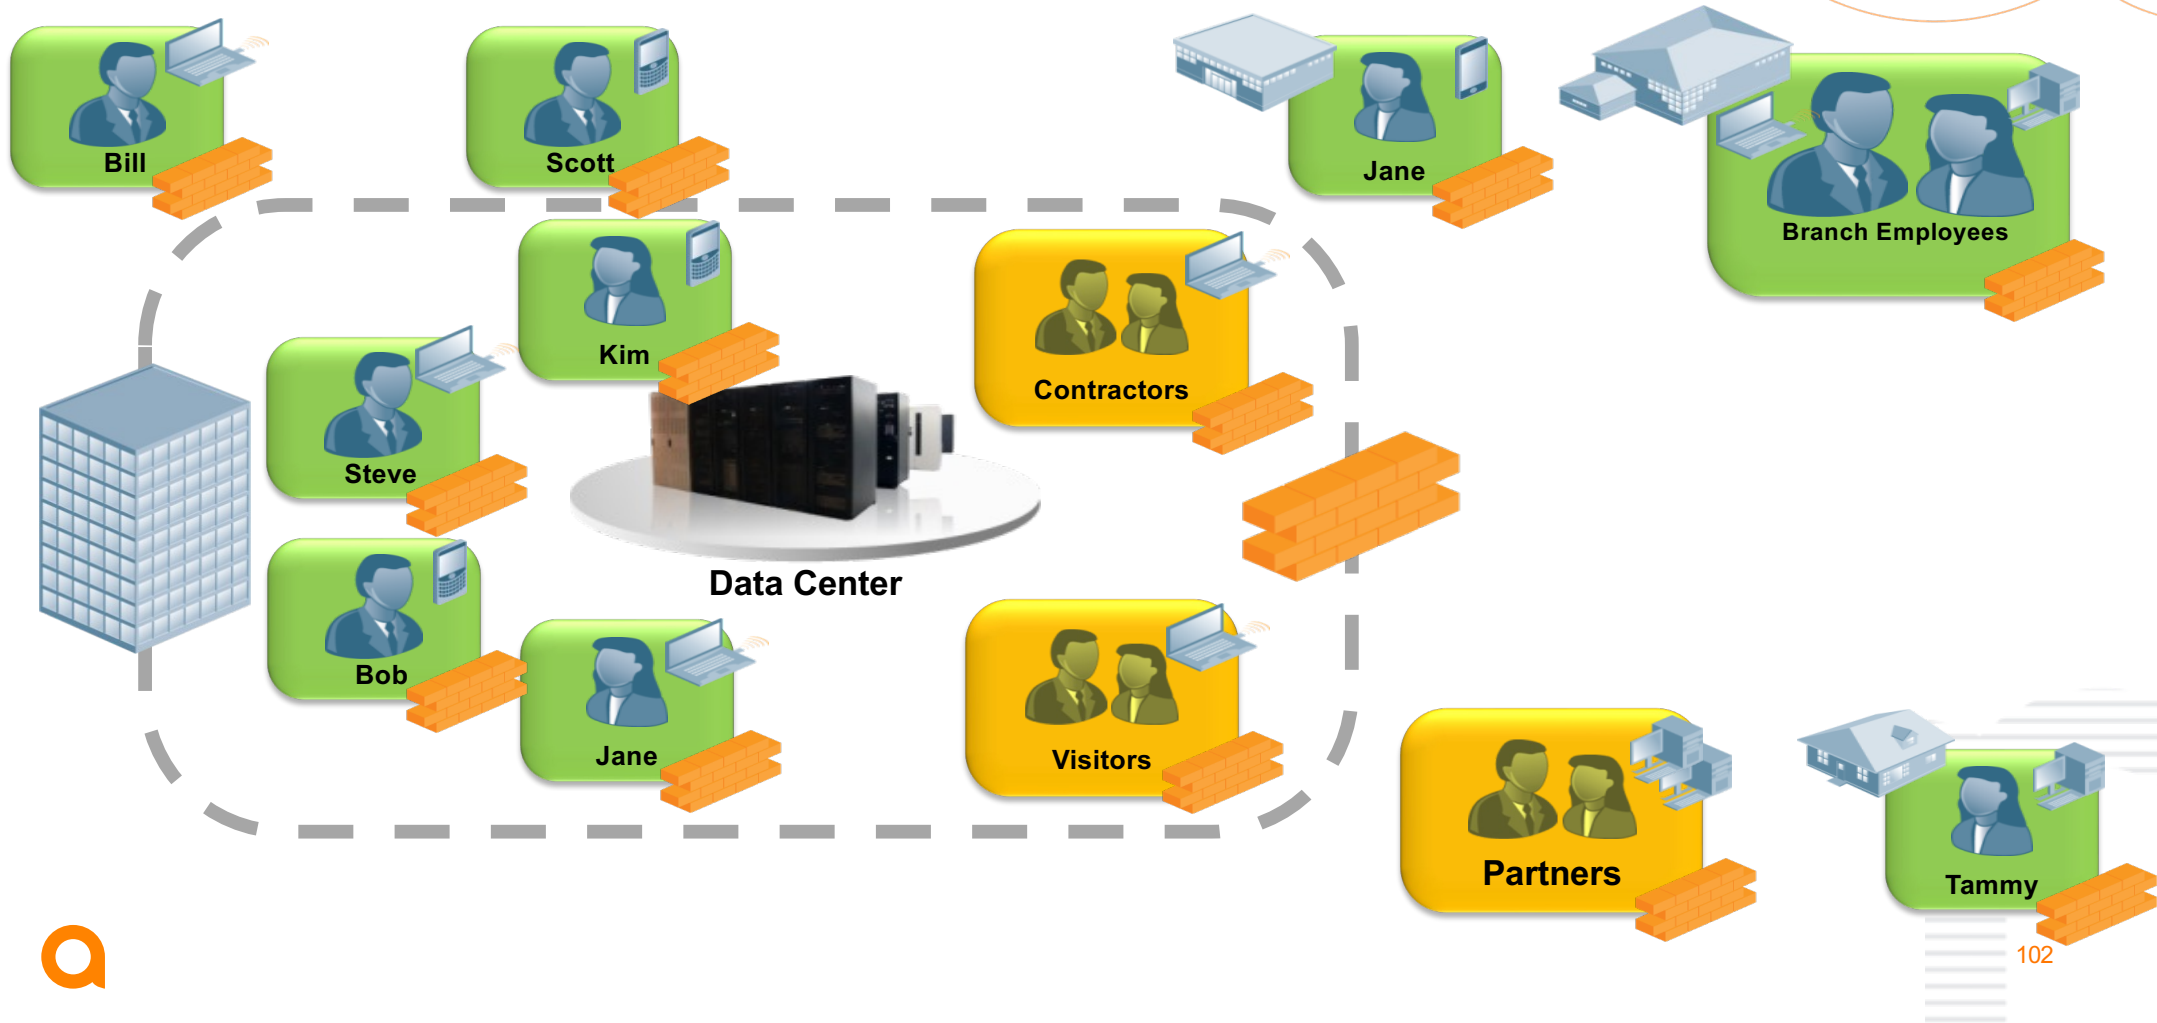 Bill
Scott
Jane
Branch Employees
Kim
Contractors
Steve
Data Center
Bob
Jane
Visitors
Partners
Tammy
102